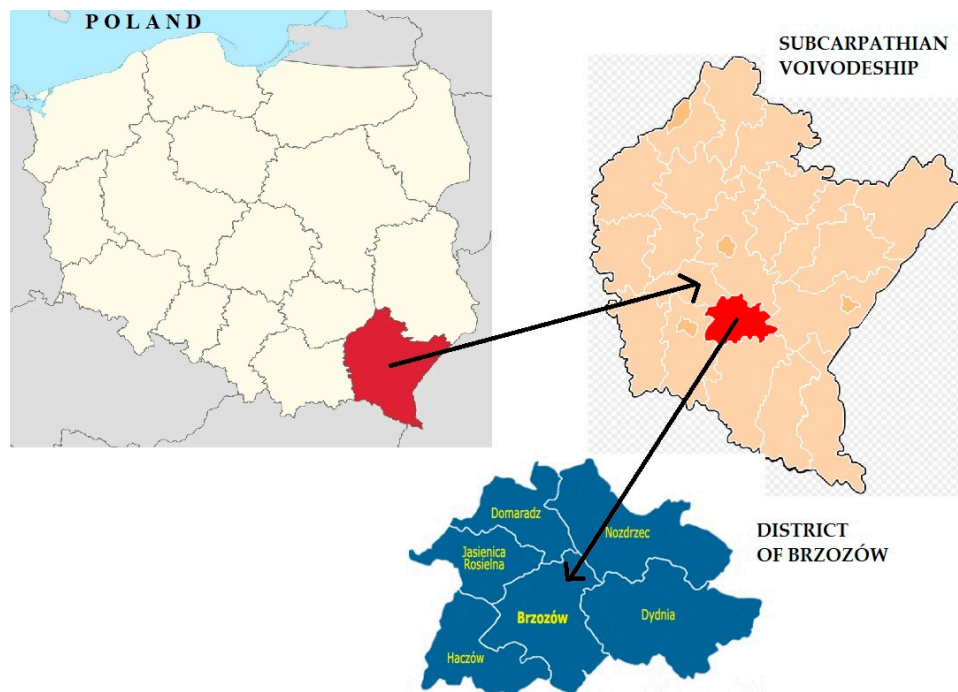 POLAND
SUBCARPATHIAN
VOIVODESHIP
DISTRICT
OF BRZOZÓW
Domaradz
Nozdrzec
Jasienica
Rosielna
Brzozów
Dydnia
Haczów